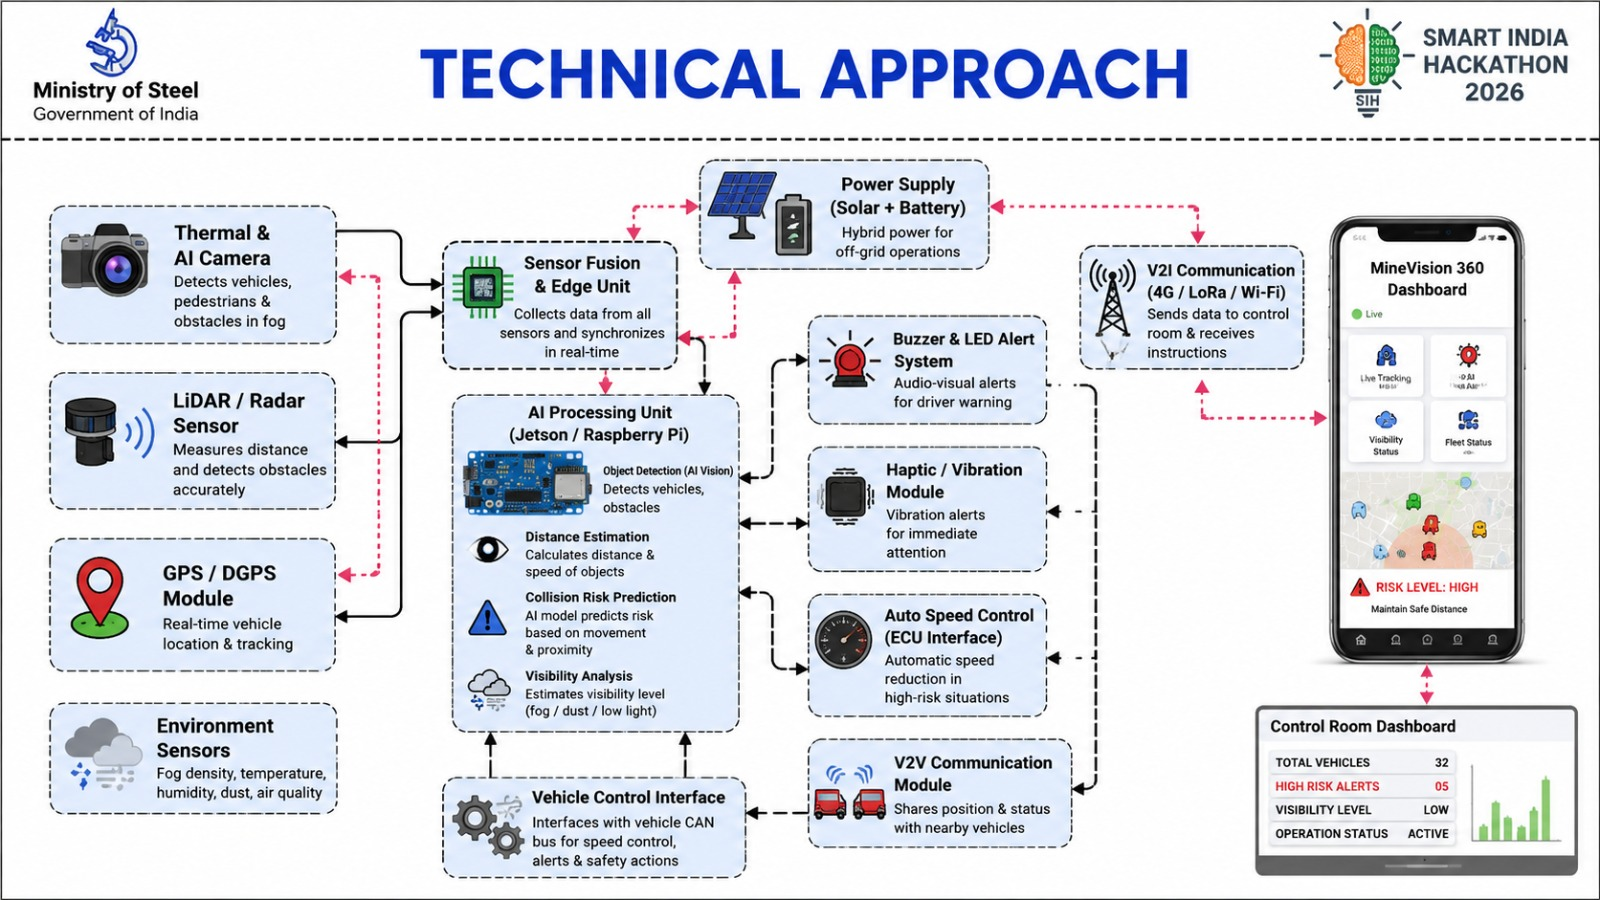 Ministry of Steel
Government of India
TECHNICAL APPROACH
SIH
SMART INDIA
HACKATHON
2026
Thermal &
AI Camera
Detects vehicles,
pedestrians &
obstacles in fog
LiDAR / Radar
Sensor
Measures distance
and detects obstacles
accurately
GPS / DGPS
Module
Real-time vehicle
location & tracking
Environment
Sensors
Fog density, temperature,
humidity, dust, air quality
Sensor Fusion
& Edge Unit
Collects data from all
sensors and synchronizes
in real-time
Power Supply
(Solar + Battery)
Hybrid power for
off-grid operations
AI Processing Unit
(Jetson / Raspberry Pi)
Object Detection (AI Vision)
Detects vehicles,
obstacles
Distance Estimation
Calculates distance &
speed of objects
Collision Risk Prediction
AI model predicts risk
based on movement
& proximity
Visibility Analysis
Estimates visibility level
(fog / dust / low light)
Vehicle Control Interface
Interfaces with vehicle CAN
bus for speed control,
alerts & safety actions
Buzzer & LED Alert
System
Audio-visual alerts
for driver warning
Haptic / Vibration
Module
Vibration alerts
for immediate
attention
Auto Speed Control
(ECU Interface)
Automatic speed
reduction in
high-risk situations
V2V Communication
Module
Shares position & status
with nearby vehicles
V2I Communication
(4G / LoRa / Wi-Fi)
Sends data to control
room & receives
instructions
MineVision 360
Dashboard
Live
Live Tracking
Visibility
Status
Fleet Status
RISK LEVEL: HIGH
Maintain Safe Distance
Control Room Dashboard
TOTAL VEHICLES 32
HIGH RISK ALERTS 05
VISIBILITY LEVEL LOW
OPERATION STATUS ACTIVE